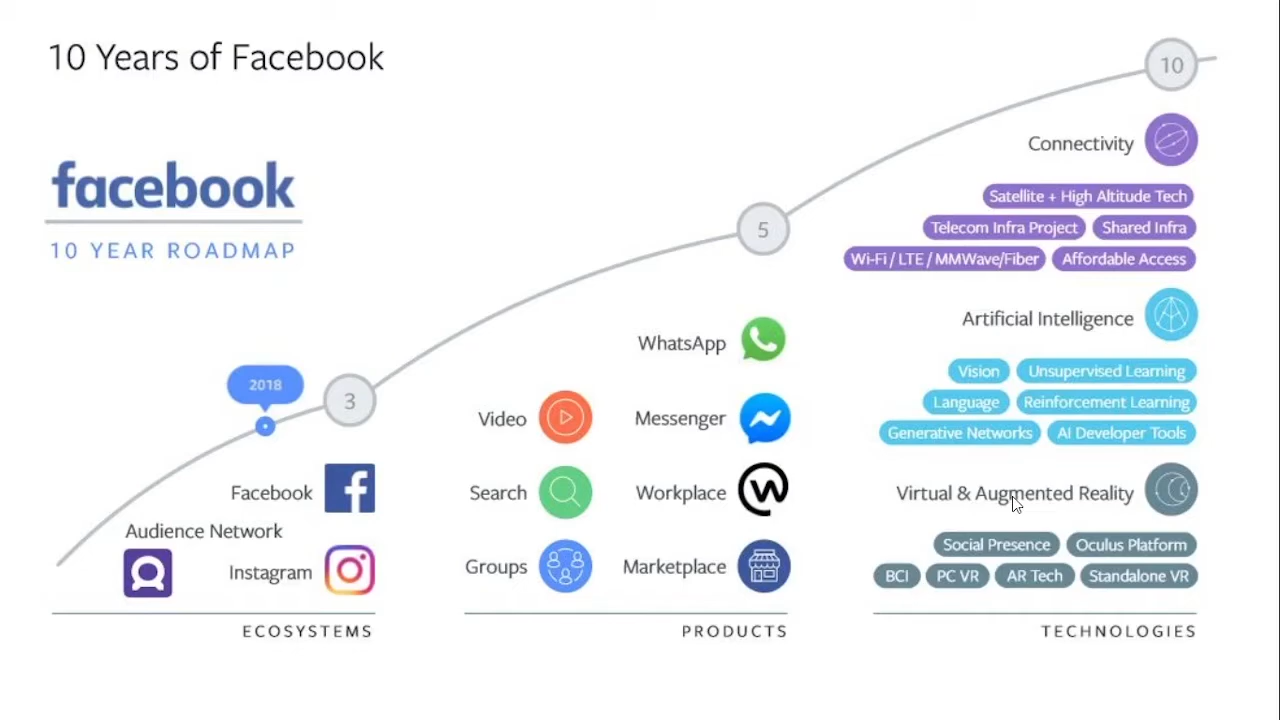 10 Years of Facebook
facebook
10 YEAR ROADMAP
2018
3
Facebook
Audience Network
Instagram
ECOSYSTEMS
5
WhatsApp
Video
Messenger
Search
Workplace
Groups
Marketplace
PRODUCTS
10
Connectivity
Satellite + High Altitude Tech
Telecom Infra Project Shared Infra
Wi-Fi / LTE / MMWave/Fiber Affordable Access
Artificial Intelligence
Vision Unsupervised Learning
Language Reinforcement Learning
Generative Networks AI Developer Tools
Virtual & Augmented Reality
Social Presence Oculus Platform
BCI PC VR AR Tech Standalone VR
TECHNOLOGIES